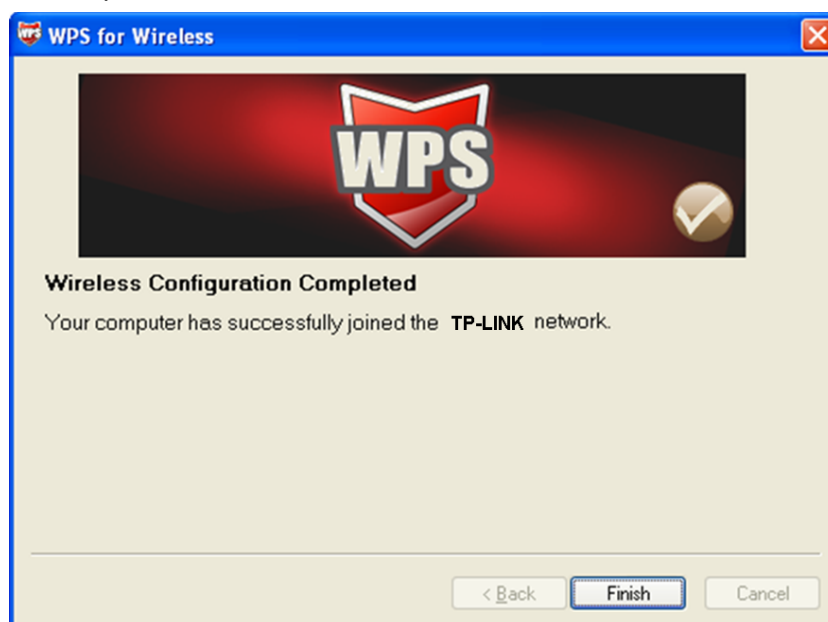 WPS for Wireless
WPS
Wireless Configuration Completed
Your computer has successfully joined the TP-LINK network.
< Back Finish Cancel